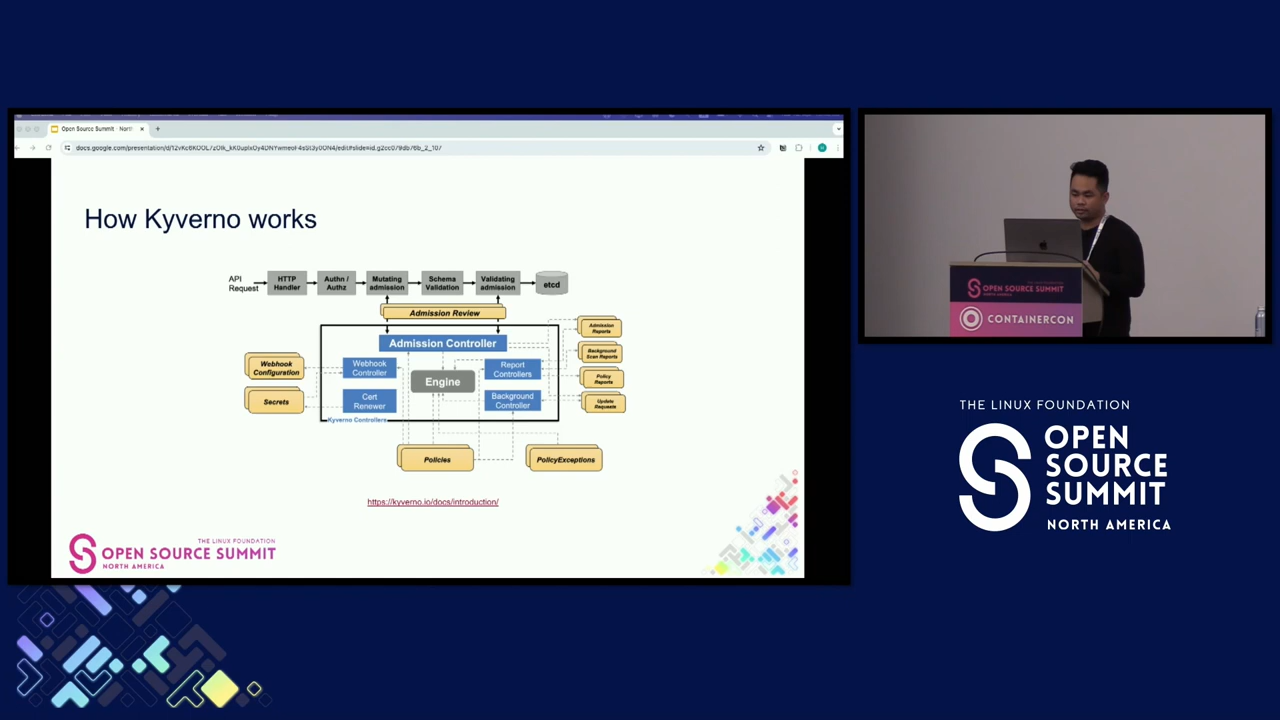 Open Source Summit - North
How Kyverno works
API
Request
HTTP
Handler
Authn /
Authz
Mutating
admission
Schema
Validation
Validating
admission
etcd
Admission Review
Admission Controller
Webhook
Configuration
Secrets
Webhook
Controller
Cert
Renewer
Engine
Report
Controllers
Background
Controller
Kyverno Controllers
Admission
Reports
Background
Scan Reports
Policy
Reports
Update
Requests
Policies
PolicyExceptions
https://kyverno.io/docs/introduction/
THE LINUX FOUNDATION
OPEN SOURCE SUMMIT
NORTH AMERICA
OPEN SOURCE SUMMIT
NORTH AMERICA
CONTAINERCON
THE LINUX FOUNDATION
OPEN
SOURCE
SUMMIT
NORTH AMERICA